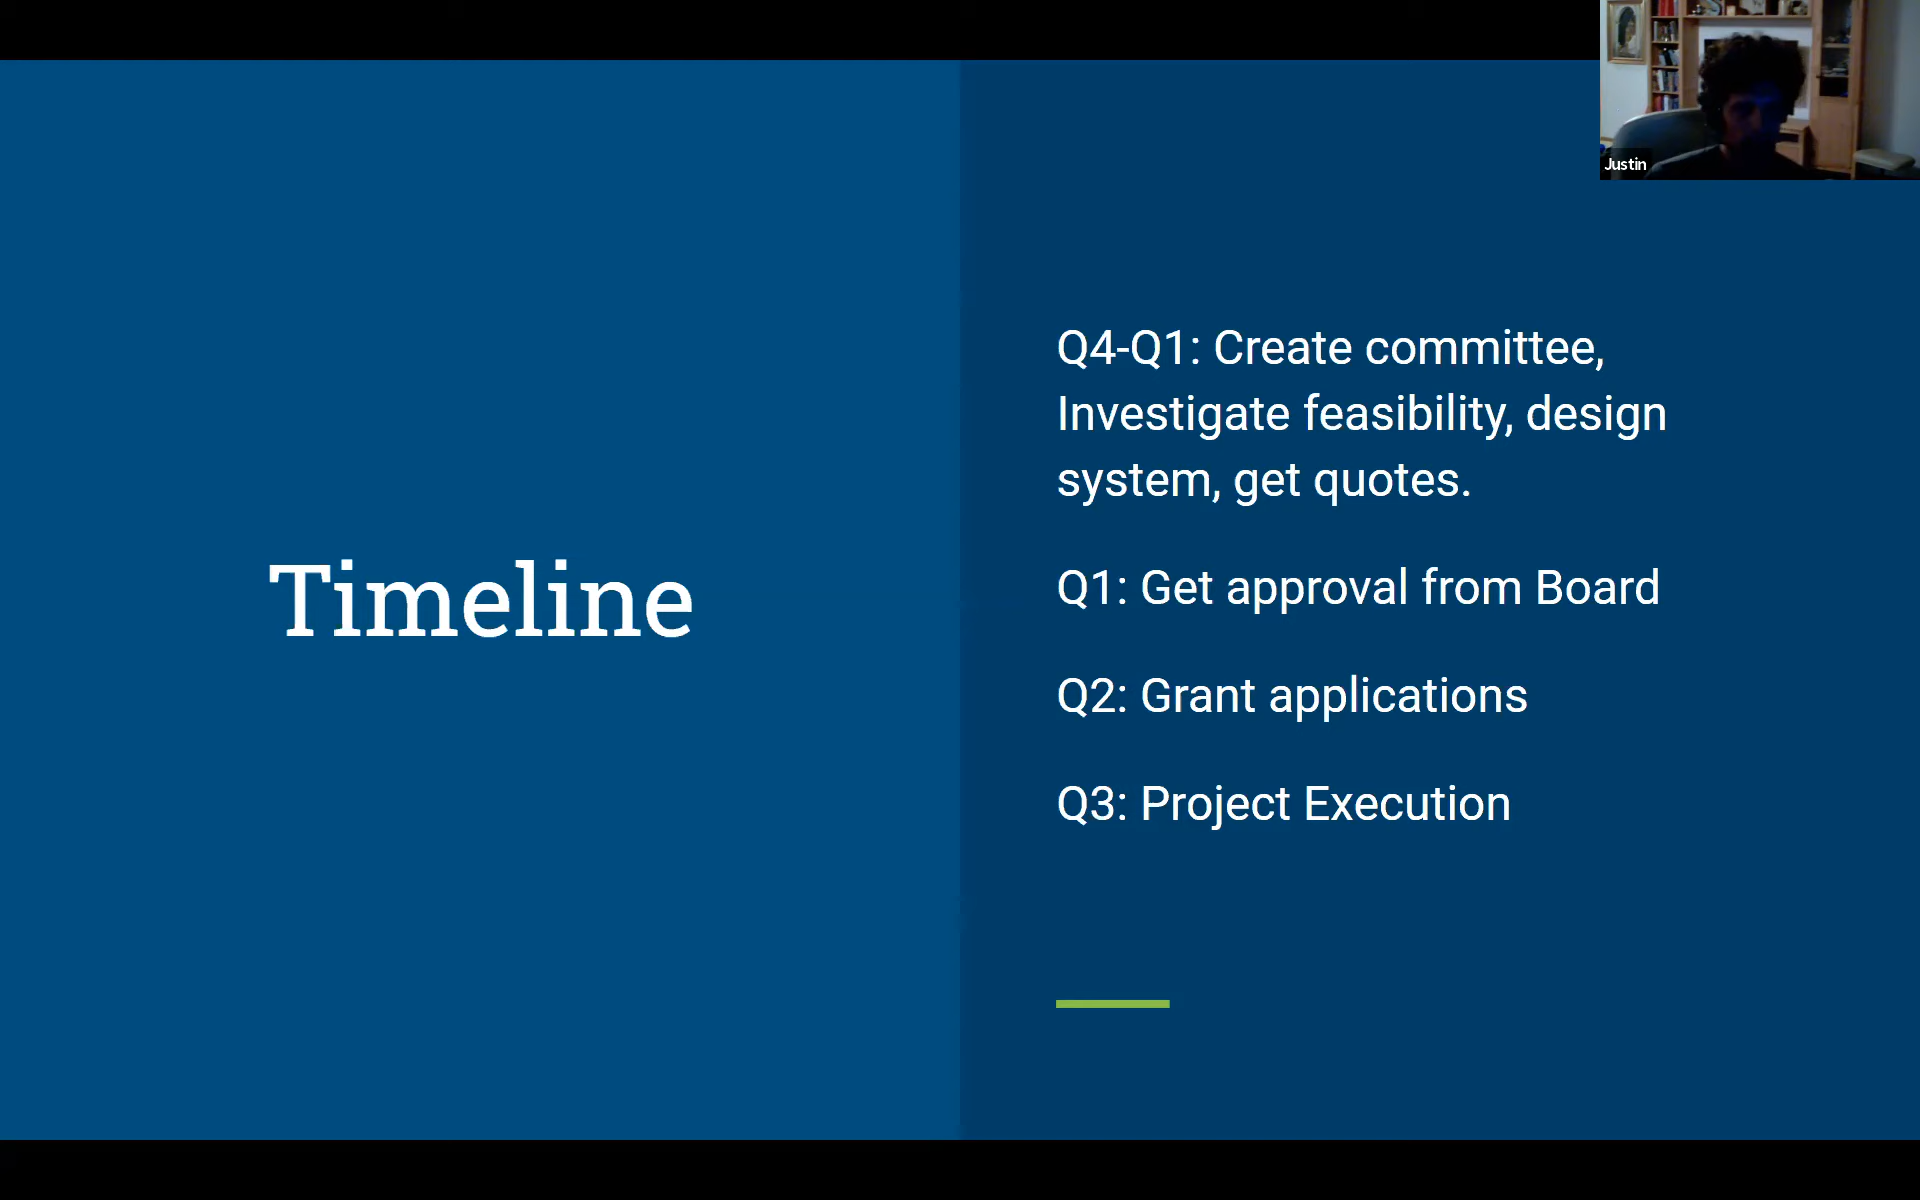 Justin
Timeline
Q4-Q1: Create committee,
Investigate feasibility, design
system, get quotes.
Q1: Get approval from Board
Q2: Grant applications
Q3: Project Execution